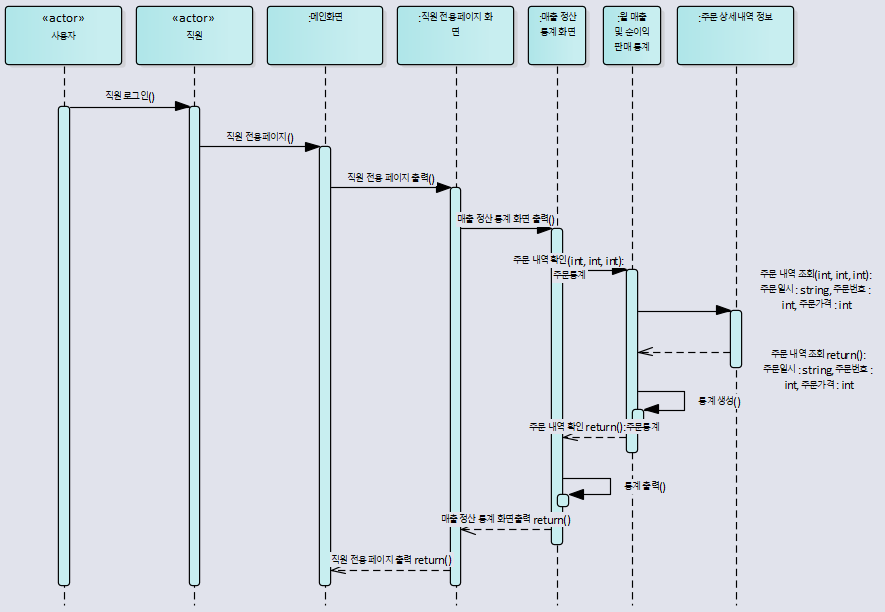 «actor»
사용자
«actor»
직원
:메인화면
:직원 전용페이지 화
면
:매출 정산
통계 화면
:월 매출
및 순이익
판매 통계
:주문 상세내역 정보
직원 로그인()
직원 전용페이지()
직원 전용 페이지 출력()
매출 정산 통계 화면 출력()
주문 내역 확인(int, int, int):
주문통계
주문 내역 조회(int, int, int):
주문일시 : string, 주문번호 :
int, 주문가격 : int
주문 내역 조회 return():
주문일시 : string, 주문번호 :
int, 주문가격 : int
통계 생성()
주문 내역 확인 return():주문통계
통계 출력()
매출 정산 통계 화면출력 return()
직원 전용 페이지 출력 return()